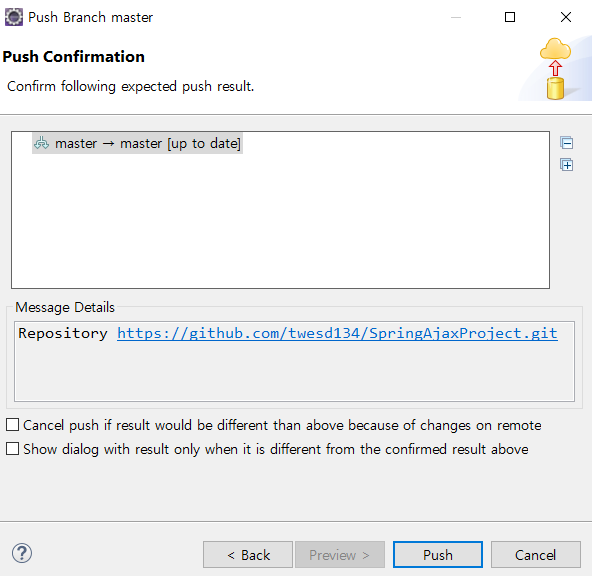 Push Branch master
Push Confirmation
Confirm following expected push result.
master → master [up to date]
Message Details
Repository https://github.com/twesd134/SpringAjaxProject.git
Cancel push if result would be different than above because of changes on remote
Show dialog with result only when it is different from the confirmed result above
?
< Back
Preview >
Push
Cancel